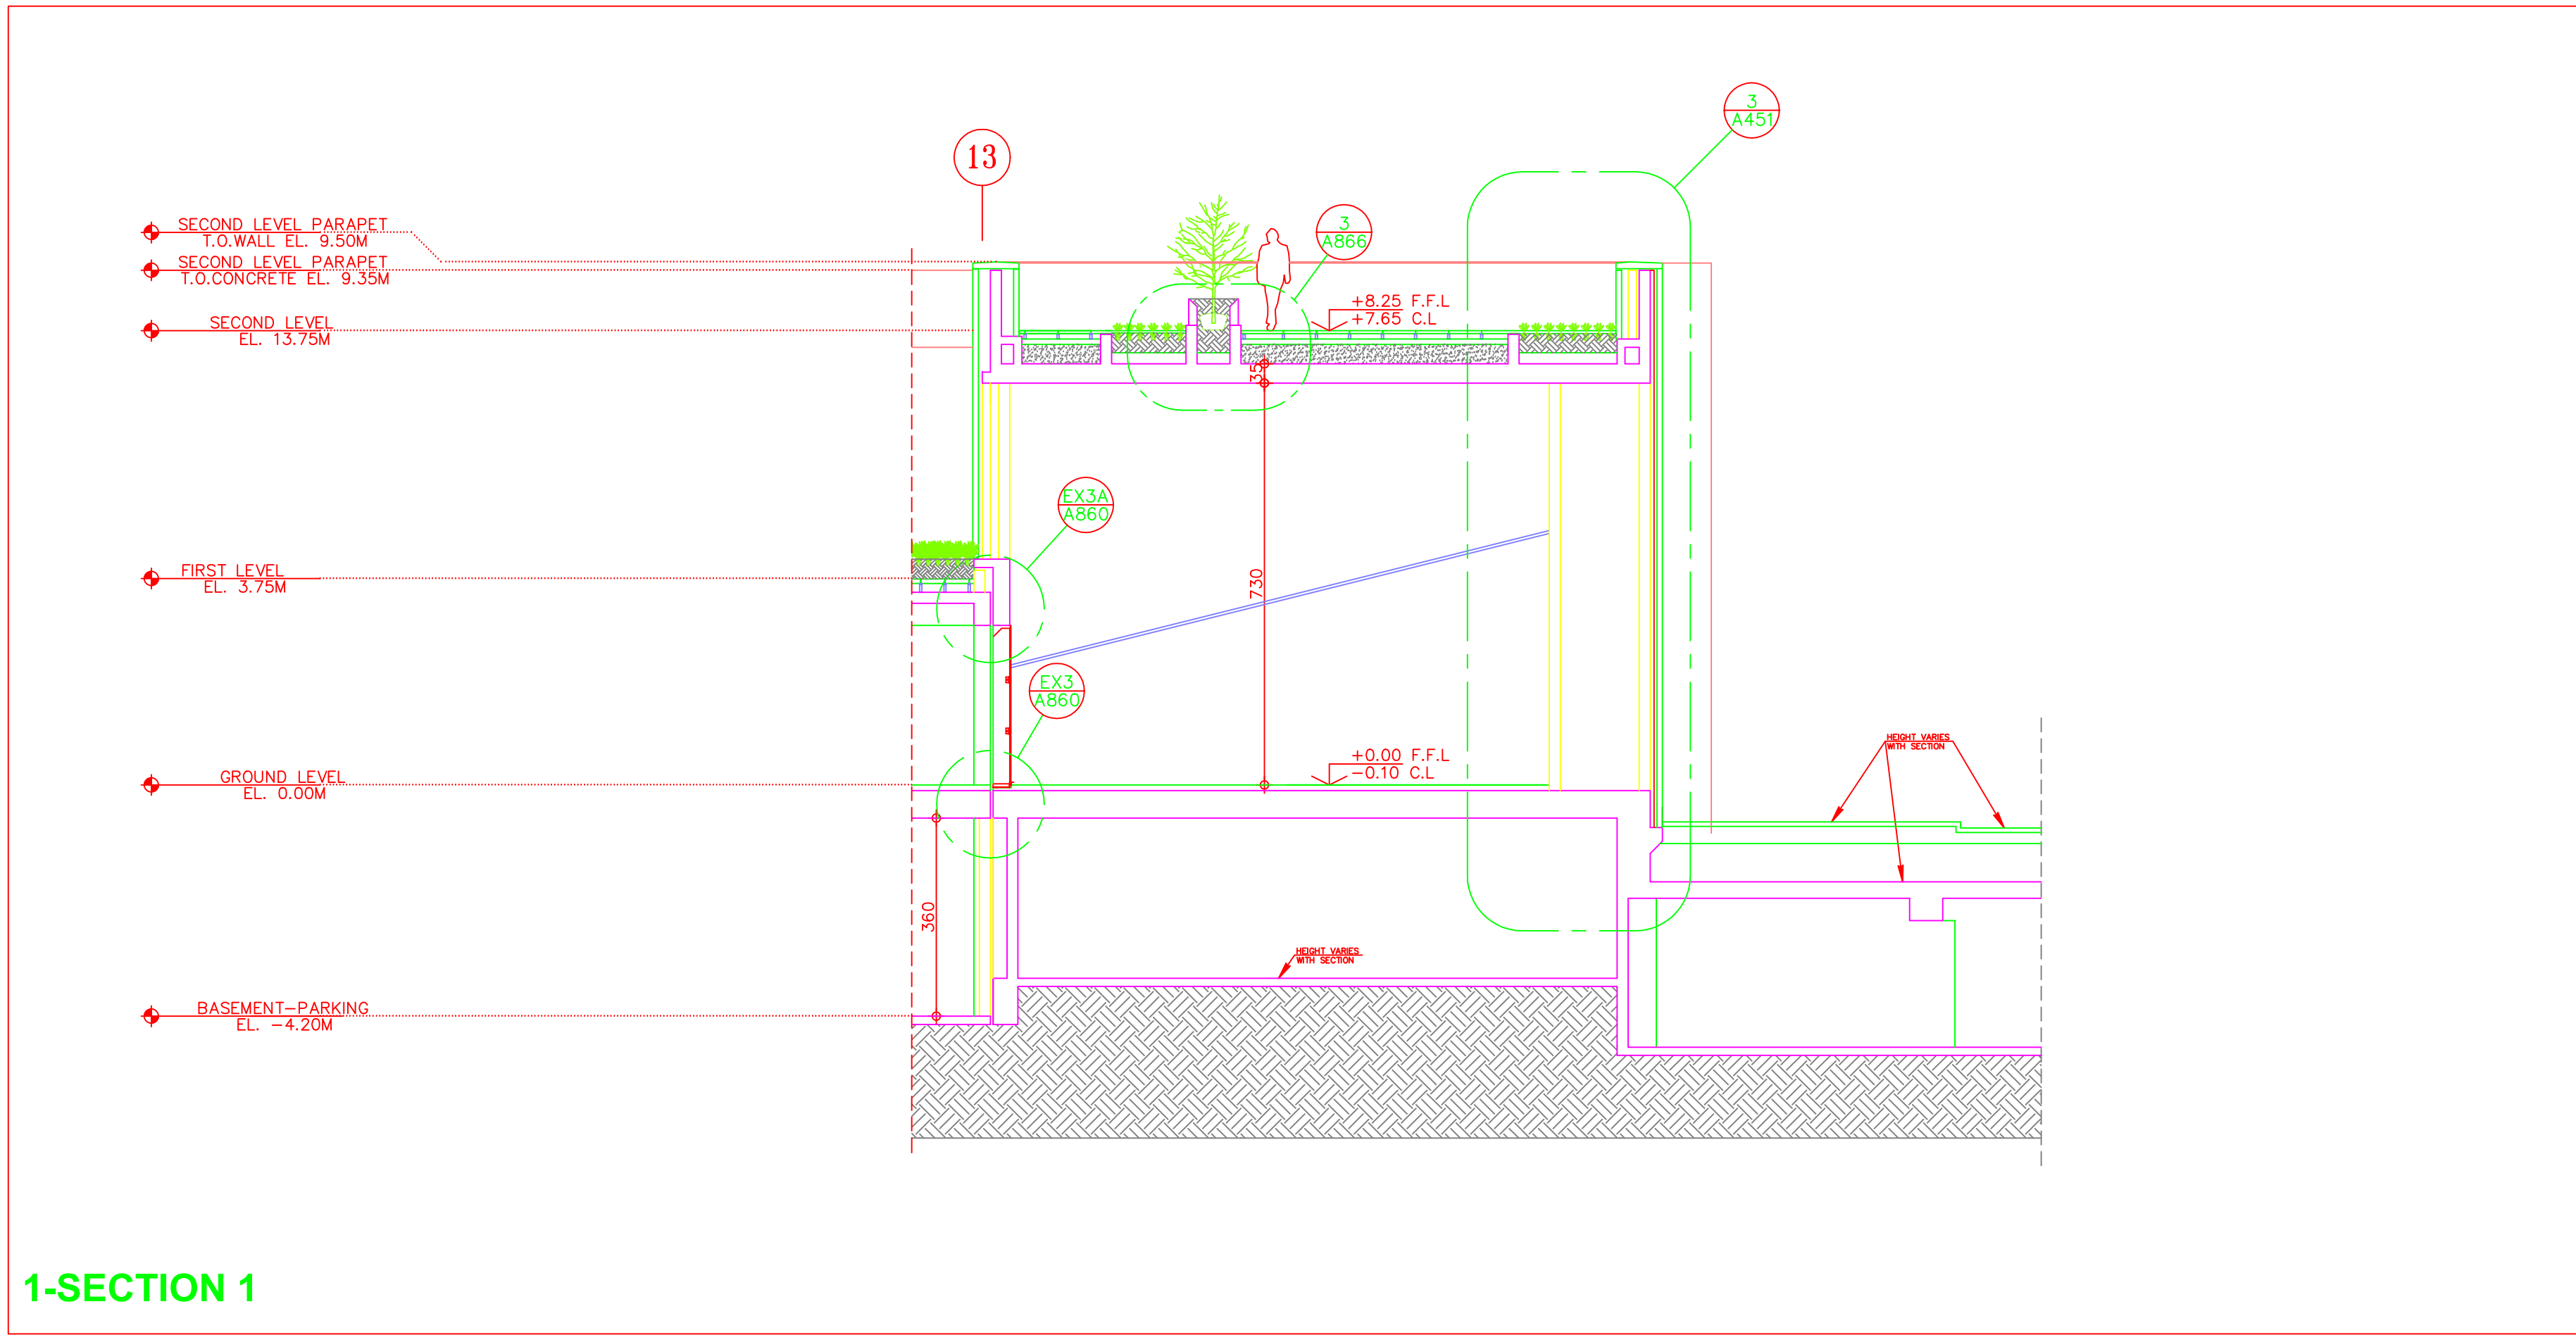 3
A451
13
SECOND LEVEL PARAPET
T.O.WALL EL. 9.50M
3
A866
SECOND LEVEL PARAPET
T.O.CONCRETE EL. 9.35M
+8.25 F.F.L
+7.65 C.L
SECOND LEVEL
EL. 13.75M
35
EX3A
A860
FIRST LEVEL
EL. 3.75M
730
EX3
A860
HEIGHT VARIES
WITH SECTION
+0.00 F.F.L
-0.10 C.L
GROUND LEVEL
EL. 0.00M
360
HEIGHT VARIES
WITH SECTION
BASEMENT-PARKING
EL. -4.20M
1-SECTION 1